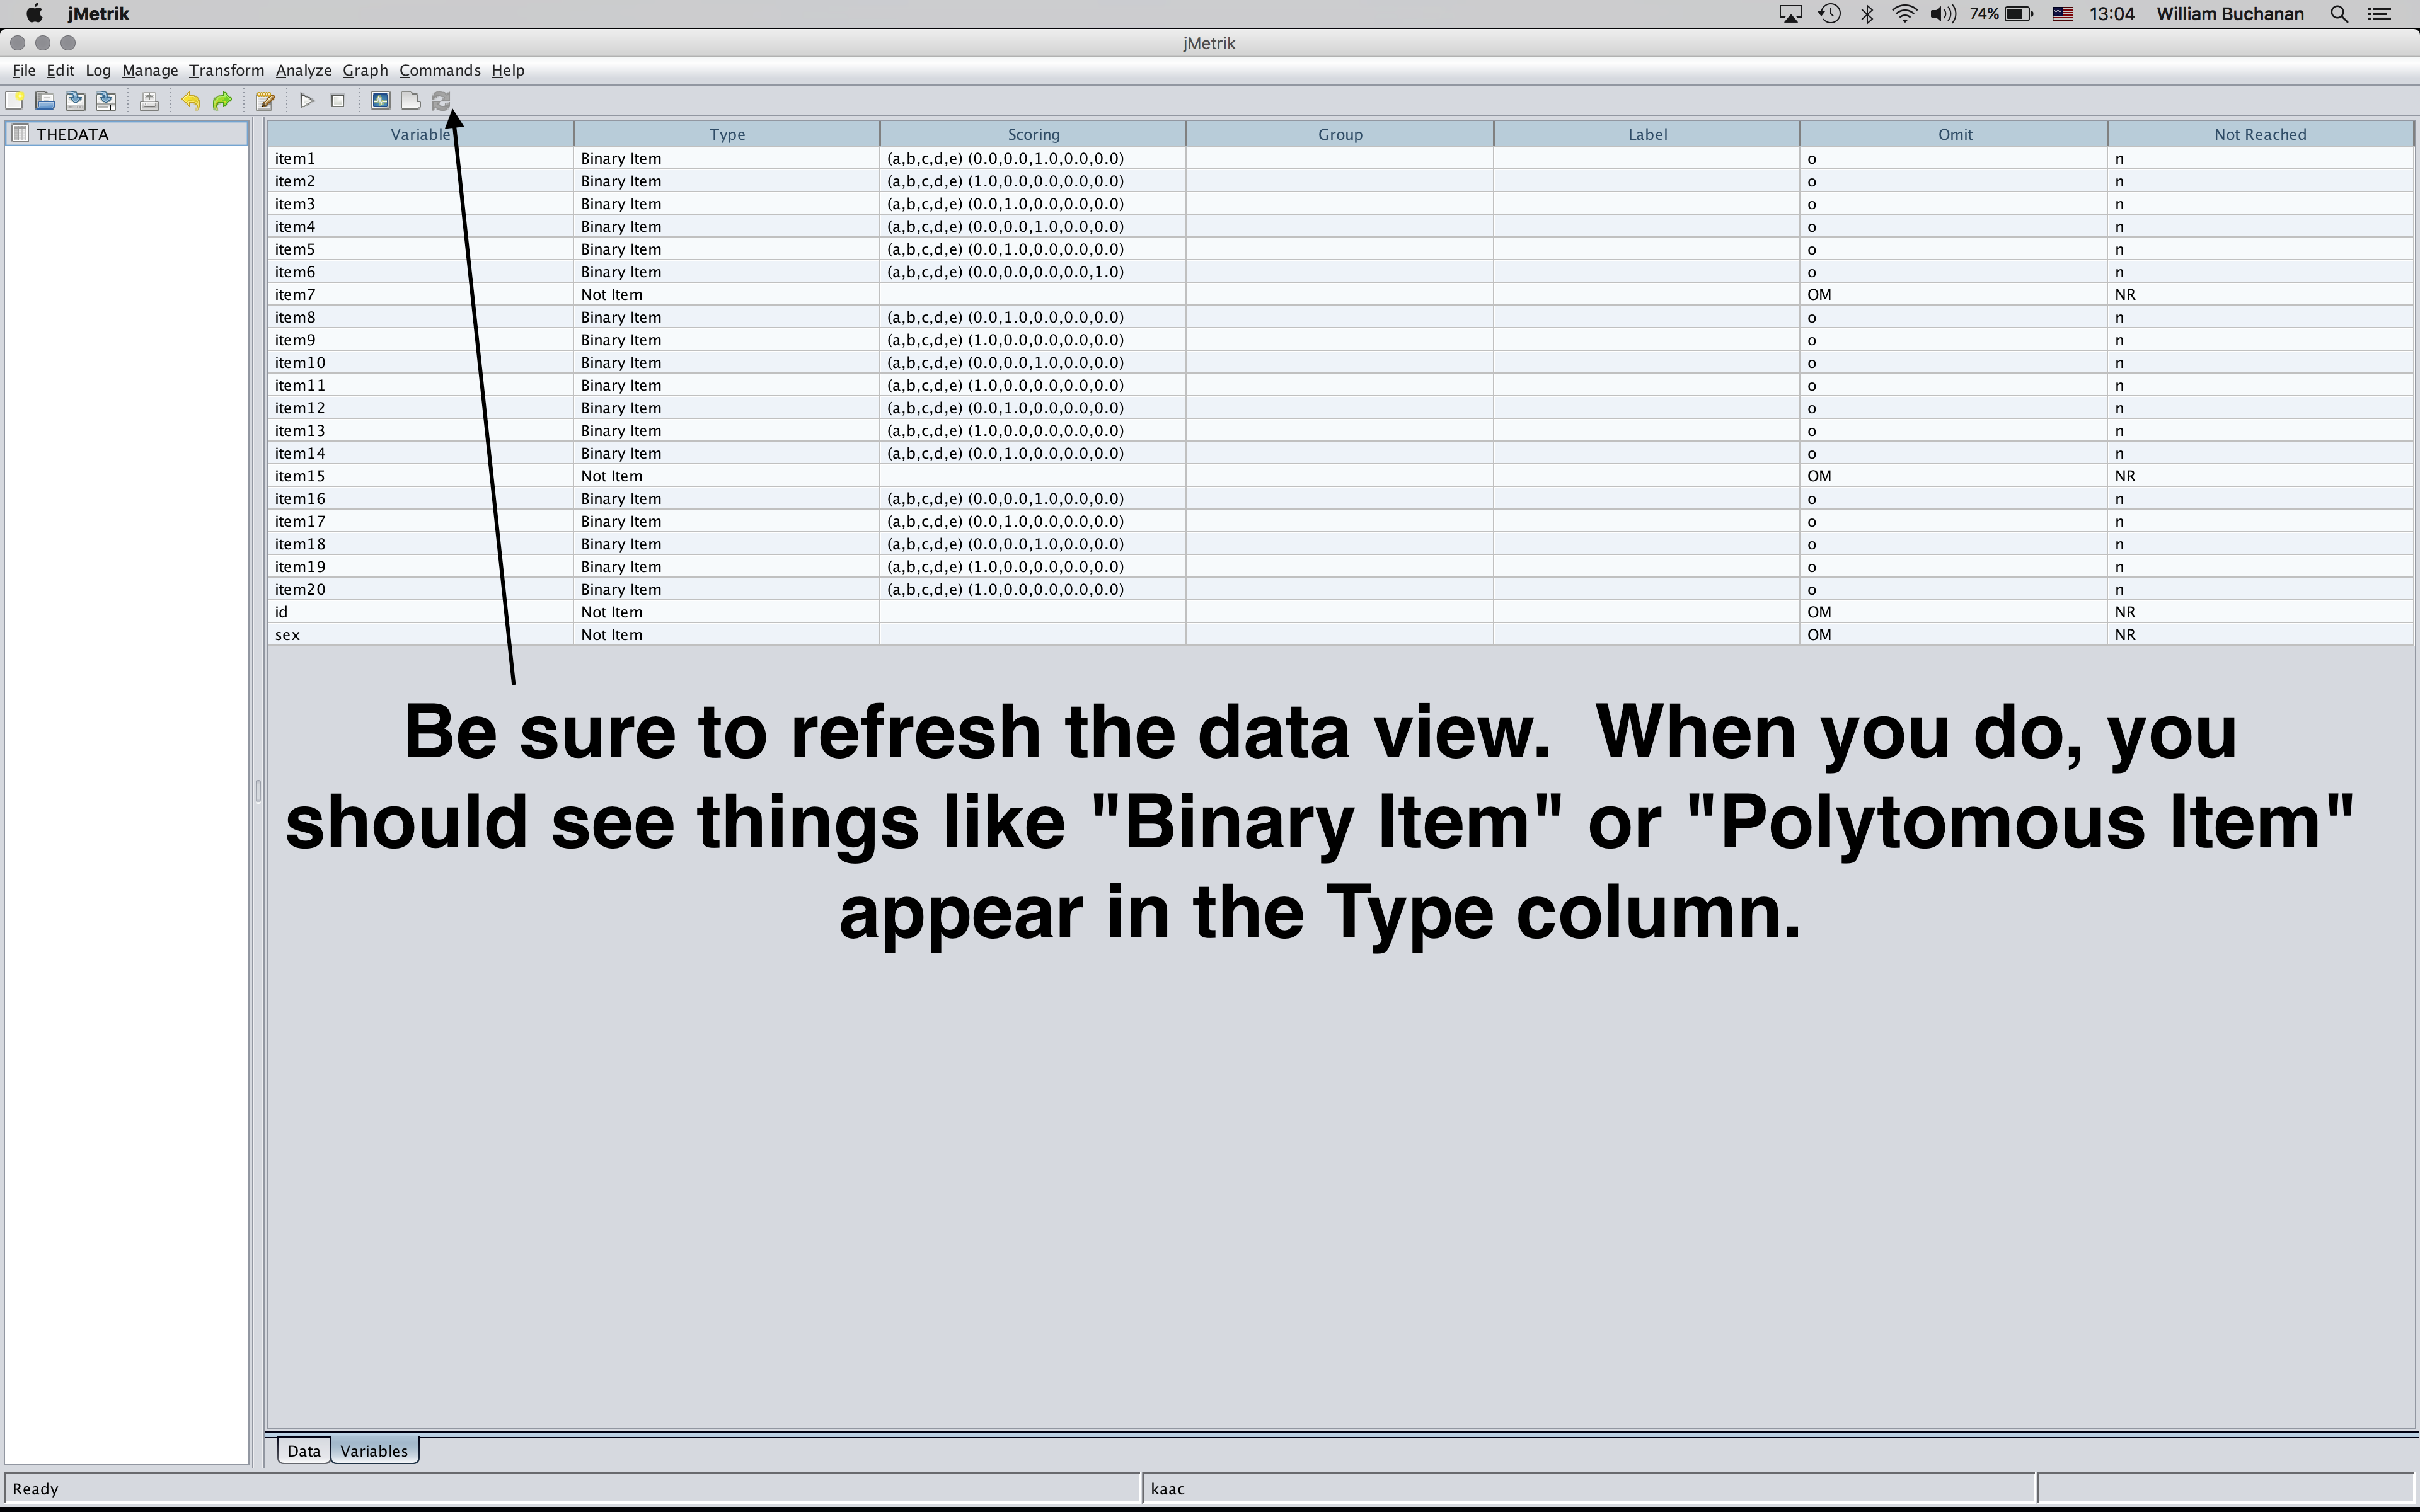 jMetrik 74% 13:04 William Buchanan
jMetrik
File Edit Log Manage Transform Analyze Graph Commands Help
THEDATA
Variable Type Scoring Group Label Omit Not Reached
item1 Binary Item (a,b,c,d,e) (0.0,0.0,1.0,0.0,0.0) o n
item2 Binary Item (a,b,c,d,e) (1.0,0.0,0.0,0.0,0.0) o n
item3 Binary Item (a,b,c,d,e) (0.0,1.0,0.0,0.0,0.0) o n
item4 Binary Item (a,b,c,d,e) (0.0,0.0,1.0,0.0,0.0) o n
item5 Binary Item (a,b,c,d,e) (0.0,1.0,0.0,0.0,0.0) o n
item6 Binary Item (a,b,c,d,e) (0.0,0.0,0.0,0.0,1.0) o n
item7 Not Item OM NR
item8 Binary Item (a,b,c,d,e) (0.0,1.0,0.0,0.0,0.0) o n
item9 Binary Item (a,b,c,d,e) (1.0,0.0,0.0,0.0,0.0) o n
item10 Binary Item (a,b,c,d,e) (0.0,0.0,1.0,0.0,0.0) o n
item11 Binary Item (a,b,c,d,e) (1.0,0.0,0.0,0.0,0.0) o n
item12 Binary Item (a,b,c,d,e) (0.0,1.0,0.0,0.0,0.0) o n
item13 Binary Item (a,b,c,d,e) (1.0,0.0,0.0,0.0,0.0) o n
item14 Binary Item (a,b,c,d,e) (0.0,1.0,0.0,0.0,0.0) o n
item15 Not Item OM NR
item16 Binary Item (a,b,c,d,e) (0.0,0.0,1.0,0.0,0.0) o n
item17 Binary Item (a,b,c,d,e) (0.0,1.0,0.0,0.0,0.0) o n
item18 Binary Item (a,b,c,d,e) (0.0,0.0,1.0,0.0,0.0) o n
item19 Binary Item (a,b,c,d,e) (1.0,0.0,0.0,0.0,0.0) o n
item20 Binary Item (a,b,c,d,e) (1.0,0.0,0.0,0.0,0.0) o n
id Not Item OM NR
sex Not Item OM NR
Be sure to refresh the data view. When you do, you
should see things like "Binary Item" or "Polytomous Item"
appear in the Type column.
Data Variables
Ready kaac